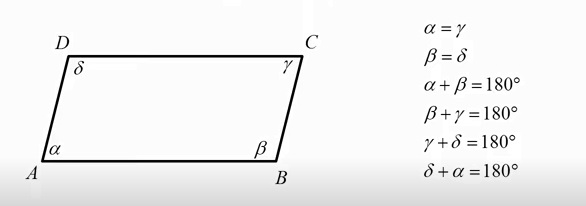 D C
δ γ
α β
A B
α = γ
β = δ
α + β = 180°
β + γ = 180°
γ + δ = 180°
δ + α = 180°